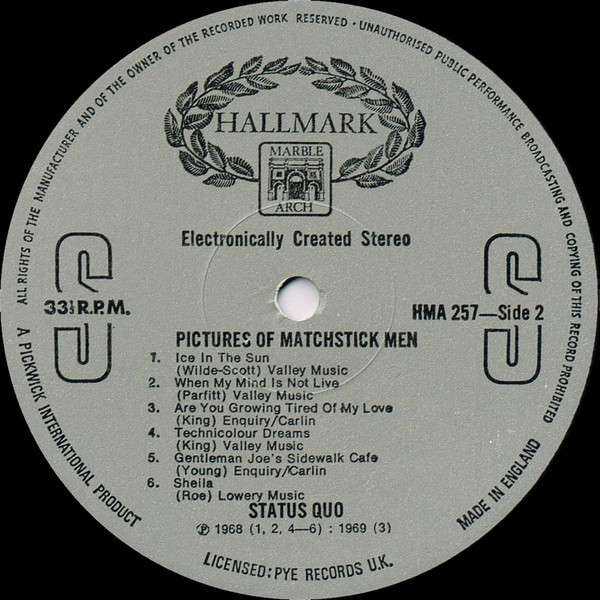 ALL RIGHTS OF THE MANUFACTURER AND OF THE OWNER OF THE RECORDED WORK RESERVED · UNAUTHORISED PUBLIC PERFORMANCE BROADCASTING AND COPYING OF THIS RECORD PROHIBITED
HALLMARK
MARBLE
ARCH
Electronically Created Stereo
33⅓ R.P.M.
HMA 257—Side 2
PICTURES OF MATCHSTICK MEN
1. Ice In The Sun
(Wilde-Scott) Valley Music
2. When My Mind Is Not Live
(Parfitt) Valley Music
3. Are You Growing Tired Of My Love
(King) Enquiry/Carlin
4. Technicolour Dreams
(King) Valley Music
5. Gentleman Joe's Sidewalk Cafe
(Young) Enquiry/Carlin
6. Sheila
(Roe) Lowery Music
STATUS QUO
℗ 1968 (1, 2, 4—6) : 1969 (3)
A PICKWICK INTERNATIONAL PRODUCT
LICENSED: PYE RECORDS U.K.
MADE IN ENGLAND